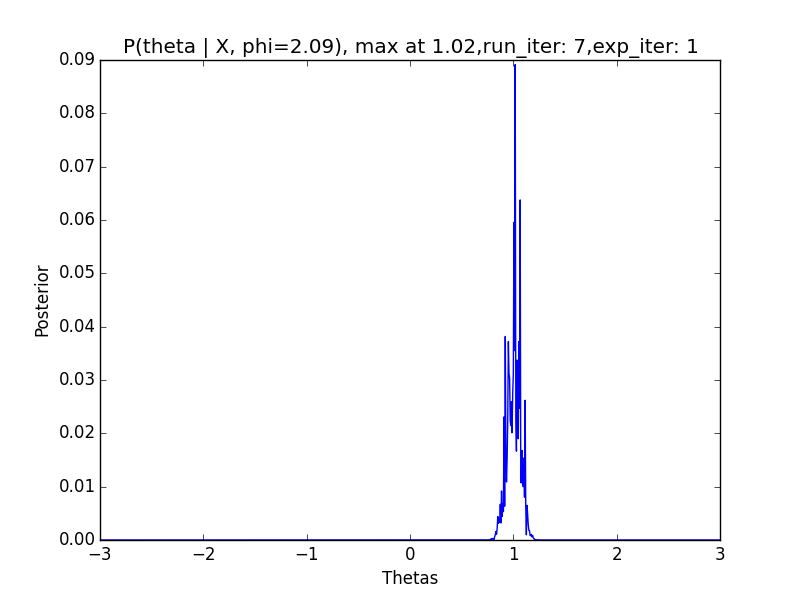 P(theta | X, phi=2.09), max at 1.02,run_iter: 7,exp_iter: 1
0.09
0.08
0.07
0.06
0.05
0.04
0.03
0.02
0.01
0.00
Posterior
−3 −2 −1 0 1 2 3
Thetas